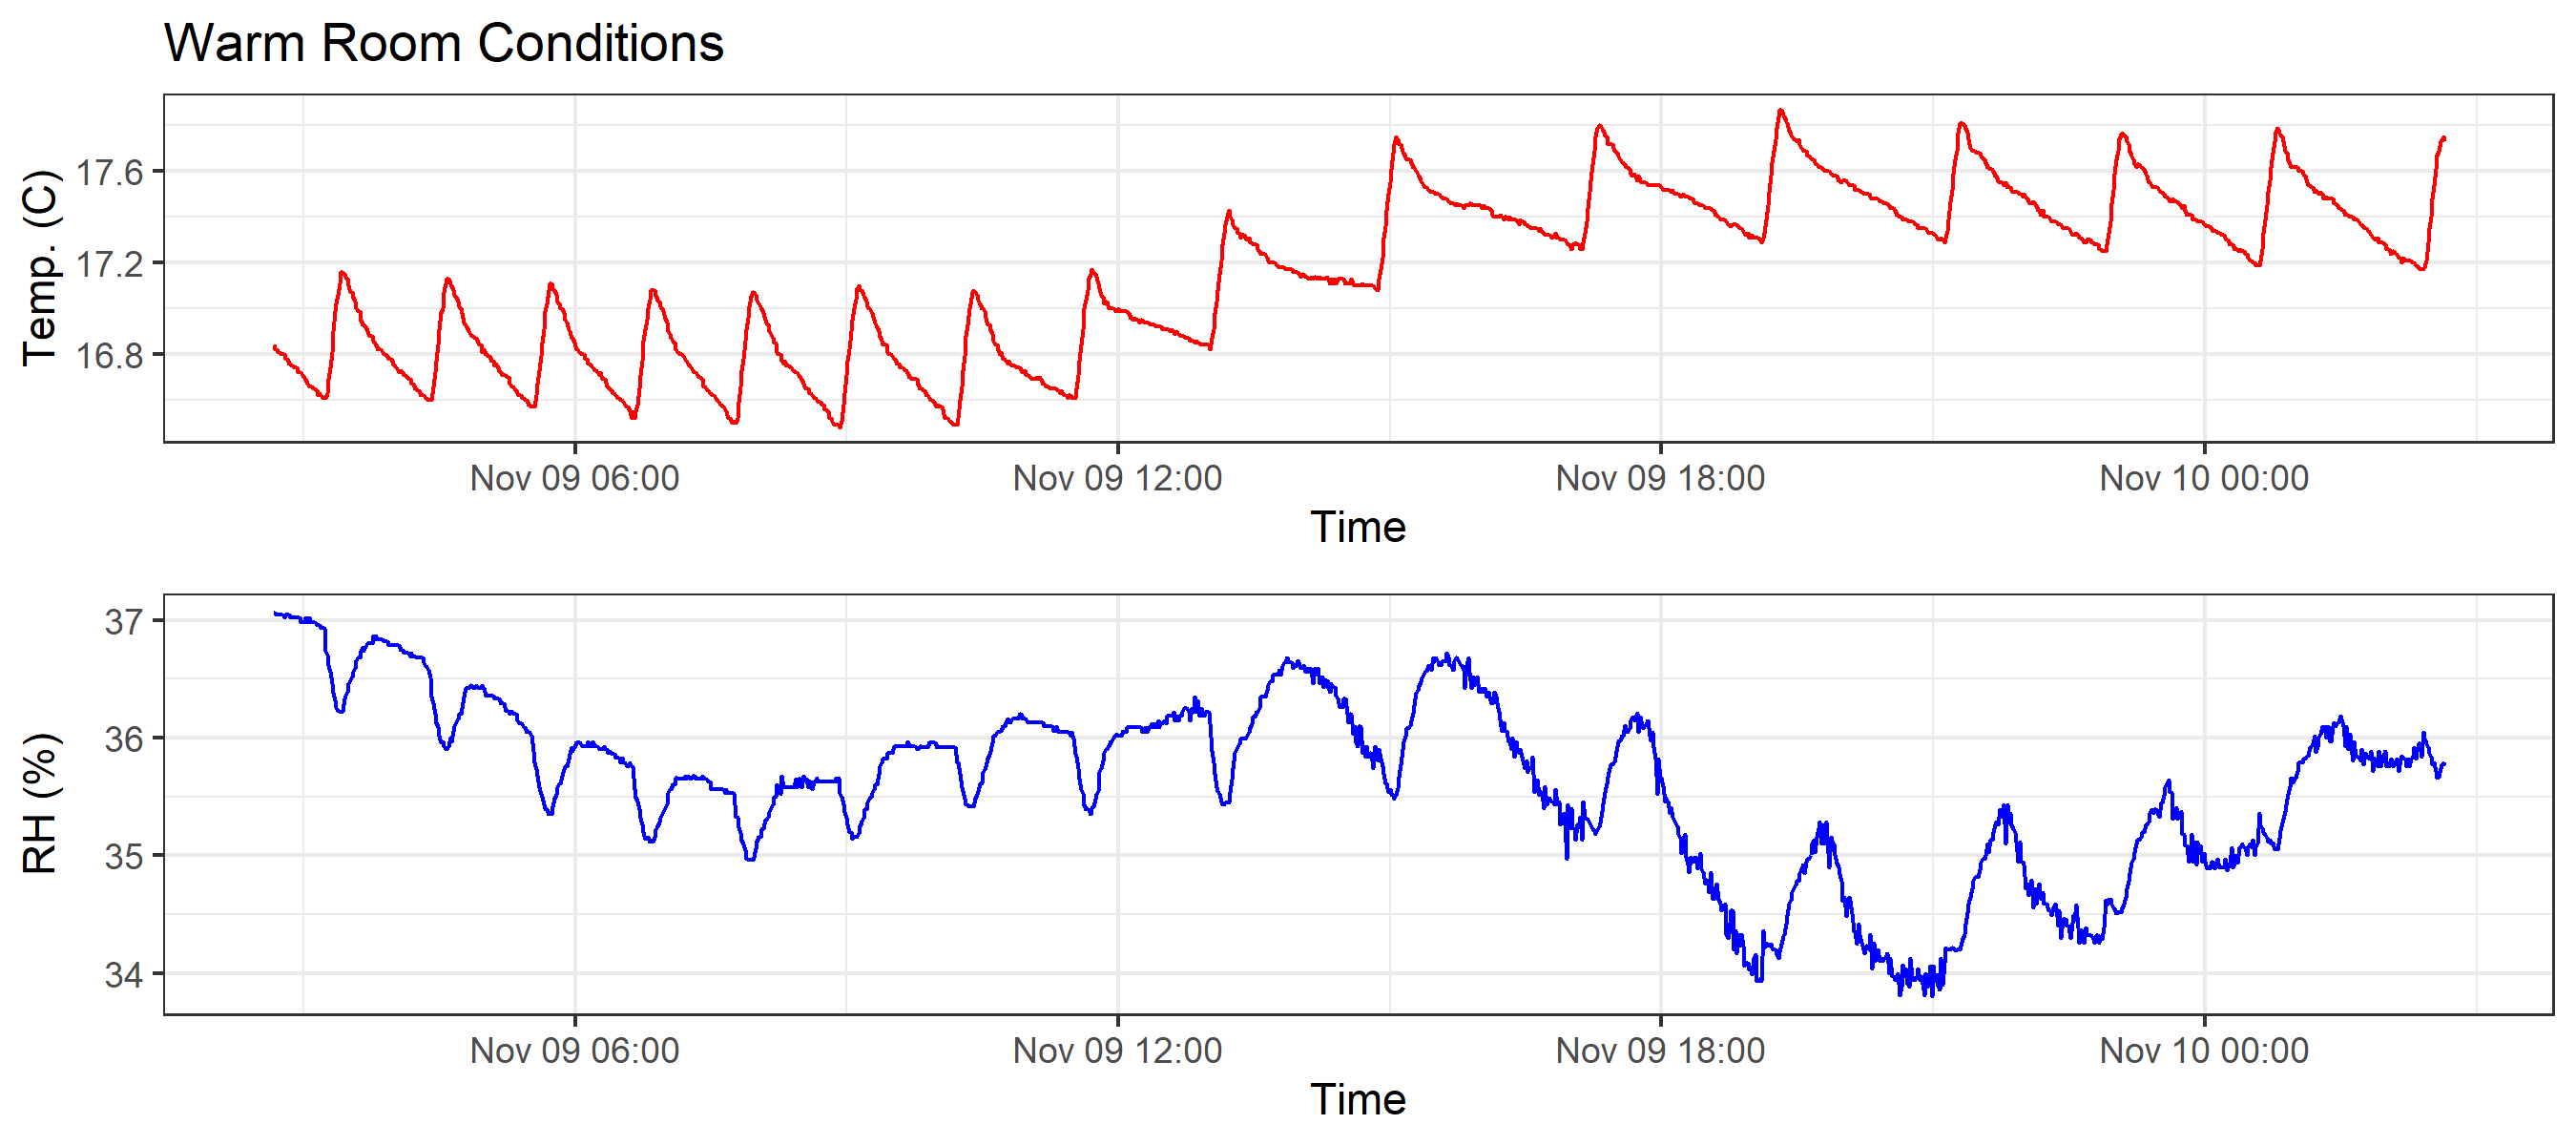 Warm Room Conditions
Temp. (C)
17.6
17.2
16.8
Nov 09 06:00 Nov 09 12:00 Nov 09 18:00 Nov 10 00:00
Time
RH (%)
37
36
35
34
Nov 09 06:00 Nov 09 12:00 Nov 09 18:00 Nov 10 00:00
Time